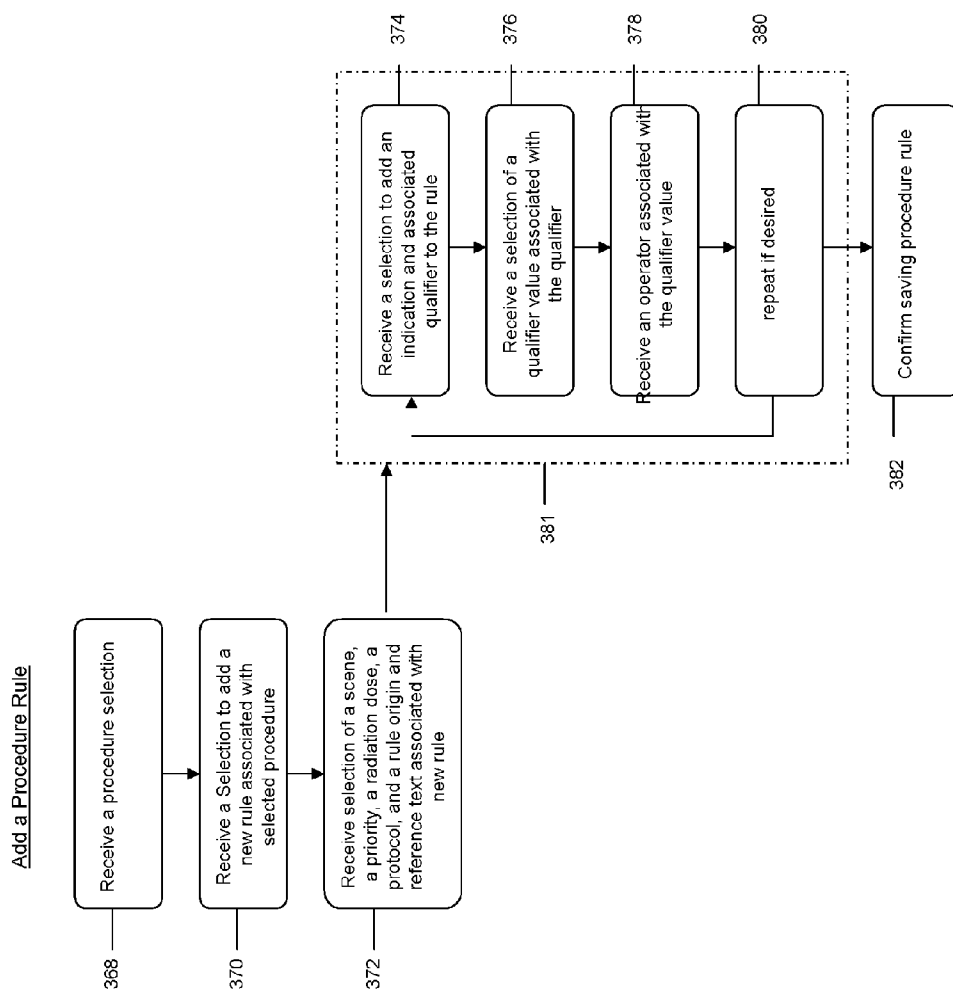 Add a Procedure Rule
368
Receive a procedure selection
370
Receive a Selection to add a
new rule associated with
selected procedure
372
Receive selection of a scene,
a priority, a radiation dose, a
protocol, and a rule origin and
reference text associated with
new rule
381
374
Receive a selection to add an
indication and associated
qualifier to the rule
376
Receive a selection of a
qualifier value associated with
the qualifier
378
Receive an operator associated with
the qualifier value
380
repeat if desired
382
Confirm saving procedure rule